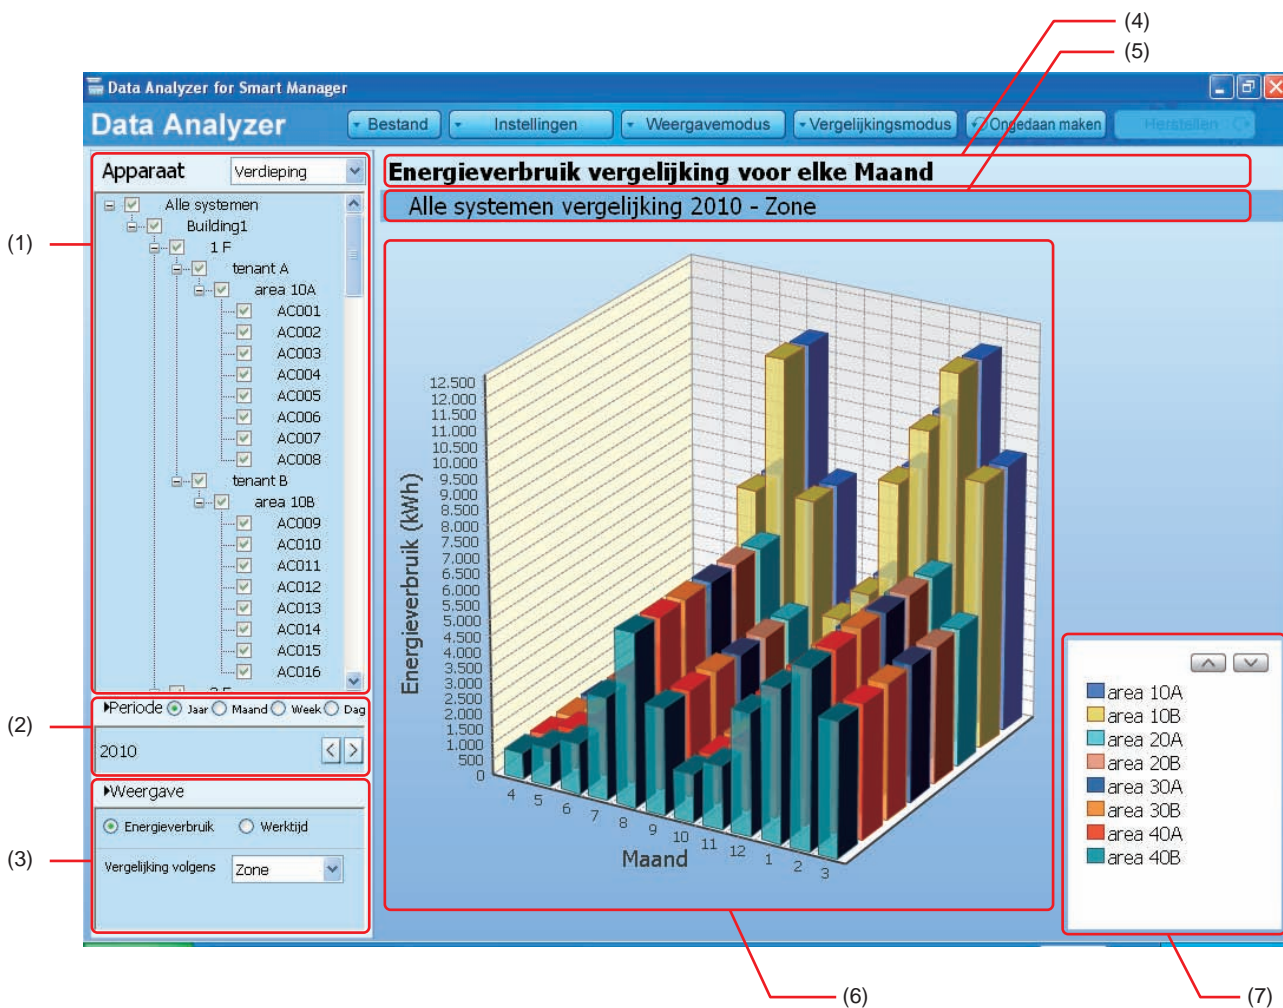 (4)
(5)
Data Analyzer for Smart Manager
Data Analyzer
Bestand
Instellingen
Weergavemodus
Vergelijkingsmodus
Ongedaan maken
Herstellen
Apparaat
Verdieping
Energieverbruik vergelijking voor elke Maand
Alle systemen vergelijking 2010 - Zone
(1)
Alle systemen
Building1
1 F
tenant A
area 10A
AC001
AC002
AC003
AC004
AC005
AC006
AC007
AC008
tenant B
area 10B
AC009
AC010
AC011
AC012
AC013
AC014
AC015
AC016
(2)
Periode Jaar Maand Week Dag
2010
(3)
Weergave
Energieverbruik Werktijd
Vergelijking volgens Zone
Energieverbruik (kWh)
12.500
12.000
11.500
11.000
10.500
10.000
9.500
9.000
8.500
8.000
7.500
7.000
6.500
6.000
5.500
5.000
4.500
4.000
3.500
3.000
2.500
2.000
1.500
1.000
500
0
4 5 6 7 8 9 10 11 12 1 2 3
Maand
area 10A
area 10B
area 20A
area 20B
area 30A
area 30B
area 40A
area 40B
(6)
(7)